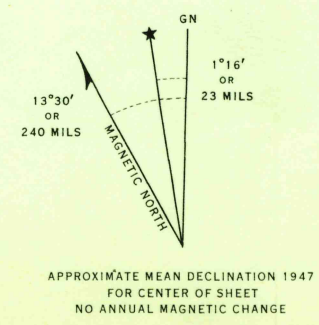 GN
1°16'
OR
23 MILS
13°30'
OR
240 MILS
MAGNETIC NORTH
APPROXIMATE MEAN DECLINATION 1947
FOR CENTER OF SHEET
NO ANNUAL MAGNETIC CHANGE